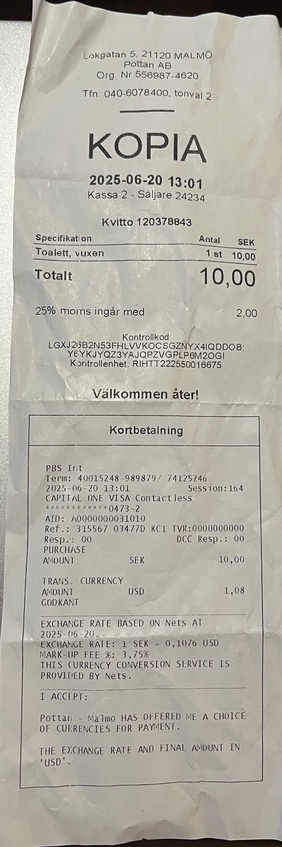 Lokgatan 5, 21120 MALMÖ
Pottan AB
Org. Nr 556987-4620
Tfn: 040-6078400, tonval 2
KOPIA
2025-06-20 13:01
Kassa 2 - Säljare 24234
Kvitto 120378843
Specifikation Antal SEK
Toalett, vuxen 1 st 10,00
Totalt 10,00
25% moms ingår med 2,00
Kontrollkod:
LGXJ26B2N53FHLVVKOCSGZNYX4IQDDOB;
Y6YKJYQZ3YAJQPZVGPLP6M2OGI
Kontrollenhet: RIHTT222550016675
Välkommen åter!
Kortbetalning
PBS Int
Term: 40015248-989879/ 74125246
2025-06-20 13:01 Session:164
CAPITAL ONE VISA Contactless
************0473-2
AID: A0000000031010
Ref.: 315567 03477D KC1 TVR:0000000000
Resp.: 00 DCC Resp.: 00
PURCHASE
AMOUNT SEK 10,00
TRANS. CURRENCY
AMOUNT USD 1,08
GODKANT
EXCHANGE RATE BASED ON Nets AT
2025-06-20.
EXCHANGE RATE: 1 SEK = 0,1076 USD
MARK-UP FEE %: 3,75%
THIS CURRENCY CONVERSION SERVICE IS
PROVIDED BY Nets.
I ACCEPT:
Pottan - Malmo HAS OFFERED ME A CHOICE
OF CURRENCIES FOR PAYMENT.
THE EXCHANGE RATE AND FINAL AMOUNT IN
'USD'.